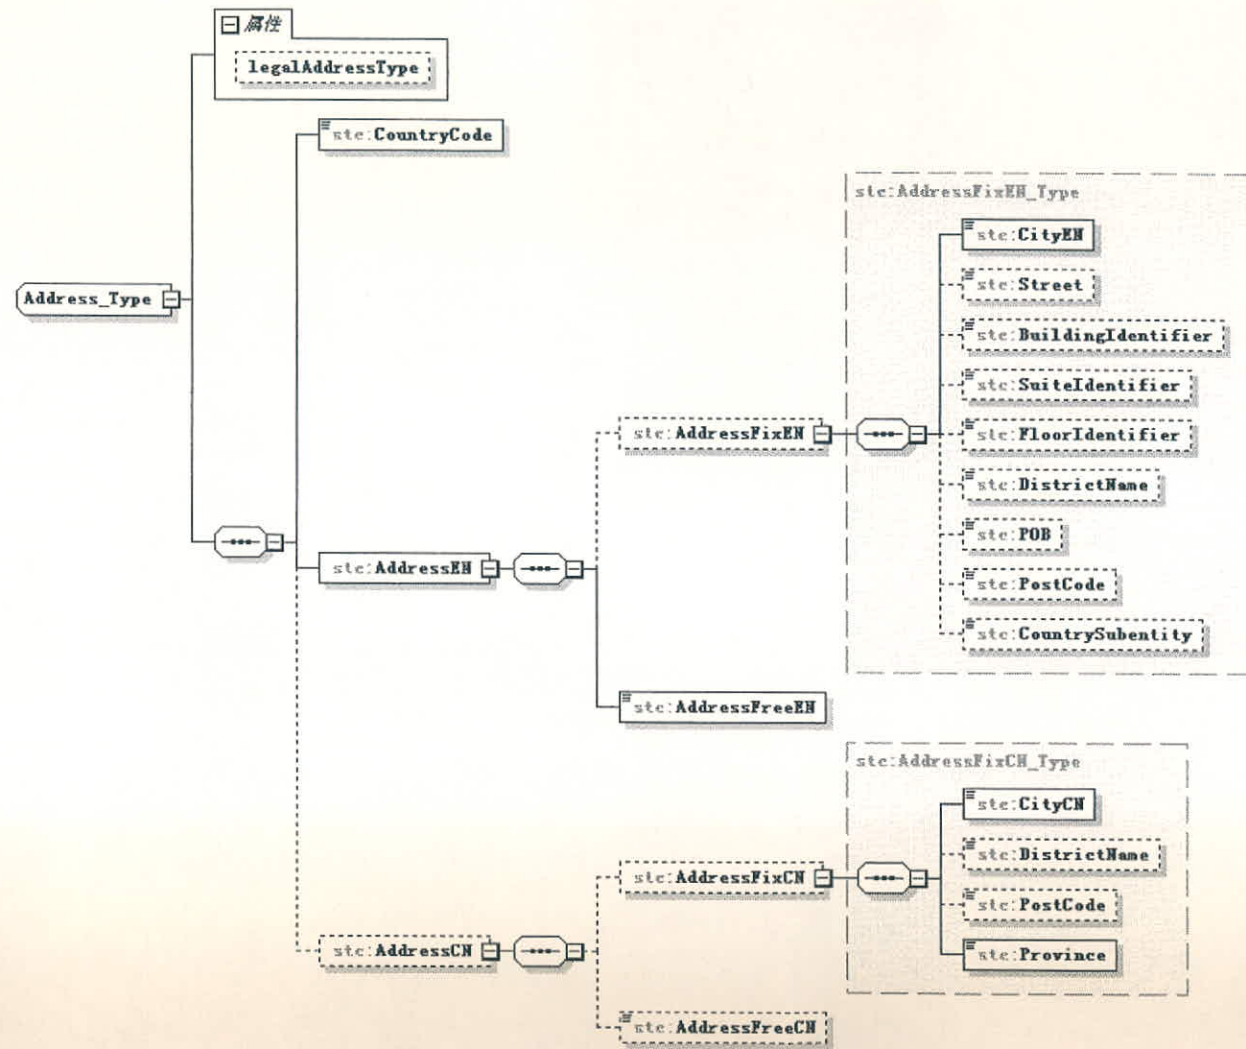 属性
legalAddressType
stc:CountryCode
stc:AddressFixEN_Type
stc:CityEN
Address_Type
stc:Street
stc:BuildingIdentifier
stc:SuiteIdentifier
stc:AddressFixEN
stc:FloorIdentifier
stc:DistrictName
stc:POB
stc:AddressEN
stc:PostCode
stc:CountrySubentity
stc:AddressFreeEN
stc:AddressFixCN_Type
stc:CityCN
stc:DistrictName
stc:AddressFixCN
stc:PostCode
stc:AddressCN
stc:Province
stc:AddressFreeCN